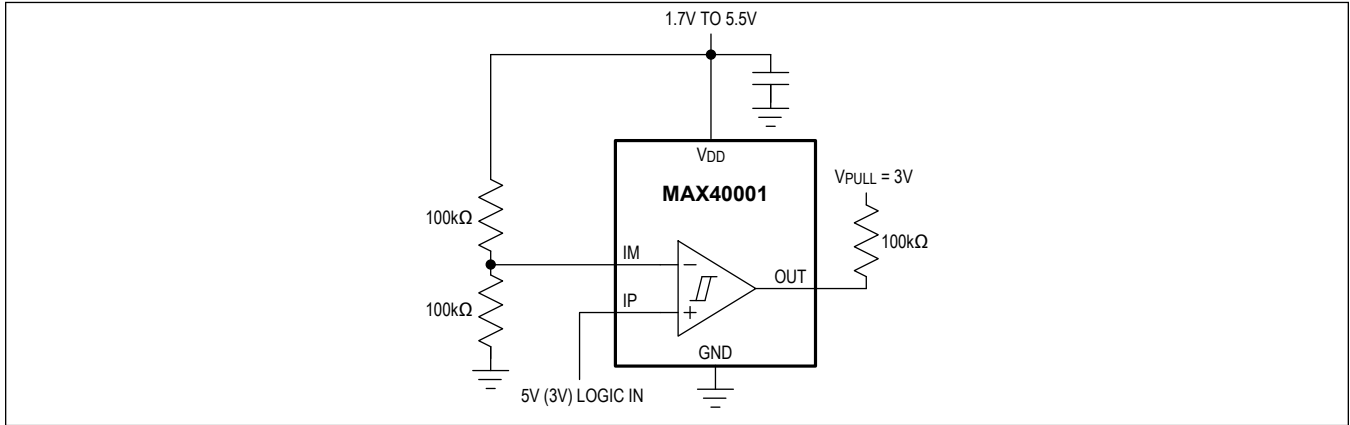 1.7V TO 5.5V
VDD
VPULL = 3V
MAX40001
100kΩ
100kΩ
IM
−
OUT
100kΩ
IP
+
GND
5V (3V) LOGIC IN